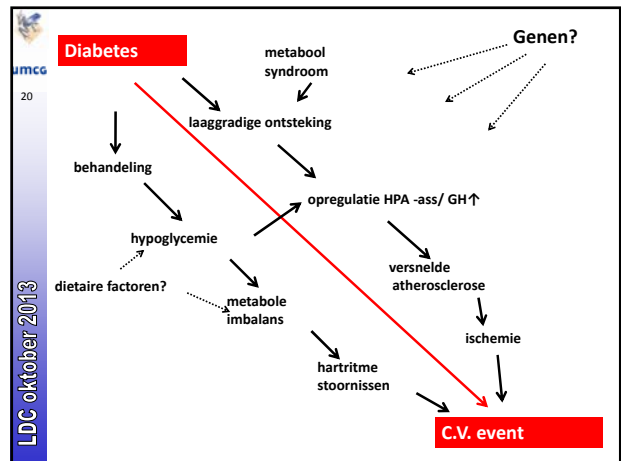 Diabetes
metabool
syndroom
Genen?
umcg
20
laaggradige ontsteking
behandeling
opregulatie HPA -ass/ GH↑
hypoglycemie
versnelde
atherosclerose
dietaire factoren?
metabole
imbalans
ischemie
hartritme
stoornissen
C.V. event
LDC oktober 2013